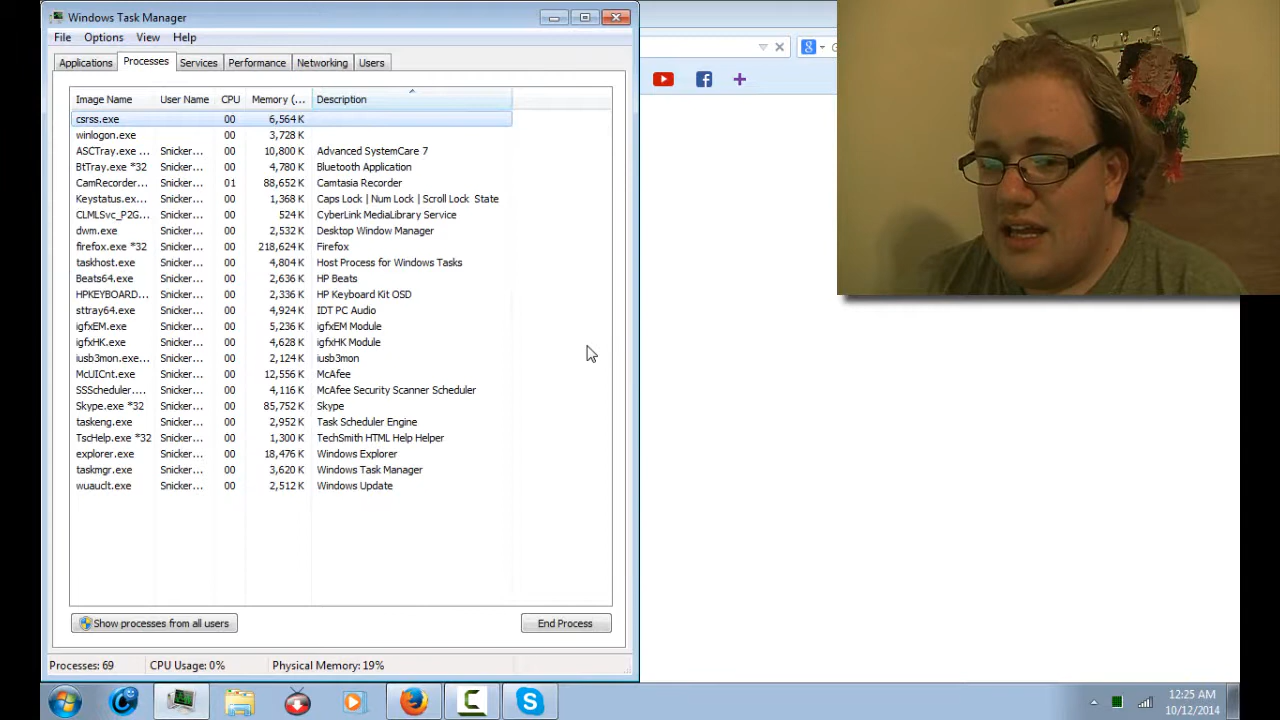 Windows Task Manager
File Options View Help
Applications Processes Services Performance Networking Users
Image Name User Name CPU Memory (... Description
csrss.exe 00 6,564 K
winlogon.exe 00 3,728 K
ASCTray.exe ... Snicker... 00 10,800 K Advanced SystemCare 7
BtTray.exe *32 Snicker... 00 4,780 K Bluetooth Application
CamRecorder... Snicker... 01 88,652 K Camtasia Recorder
Keystatus.ex... Snicker... 00 1,368 K Caps Lock | Num Lock | Scroll Lock State
CLMLSvc_P2G... Snicker... 00 524 K CyberLink MediaLibrary Service
dwm.exe Snicker... 00 2,532 K Desktop Window Manager
firefox.exe *32 Snicker... 00 218,624 K Firefox
taskhost.exe Snicker... 00 4,804 K Host Process for Windows Tasks
Beats64.exe Snicker... 00 2,636 K HP Beats
HPKEYBOARD... Snicker... 00 2,336 K HP Keyboard Kit OSD
sttray64.exe Snicker... 00 4,924 K IDT PC Audio
igfxEM.exe Snicker... 00 5,236 K igfxEM Module
igfxHK.exe Snicker... 00 4,628 K igfxHK Module
iusb3mon.exe... Snicker... 00 2,124 K iusb3mon
McUICnt.exe Snicker... 00 12,556 K McAfee
SSScheduler.... Snicker... 00 4,116 K McAfee Security Scanner Scheduler
Skype.exe *32 Snicker... 00 85,752 K Skype
taskeng.exe Snicker... 00 2,952 K Task Scheduler Engine
TscHelp.exe *32 Snicker... 00 1,300 K TechSmith HTML Help Helper
explorer.exe Snicker... 00 18,476 K Windows Explorer
taskmgr.exe Snicker... 00 3,620 K Windows Task Manager
wuauclt.exe Snicker... 00 2,512 K Windows Update
Show processes from all users End Process
Processes: 69 CPU Usage: 0% Physical Memory: 19%
12:25 AM
10/12/2014